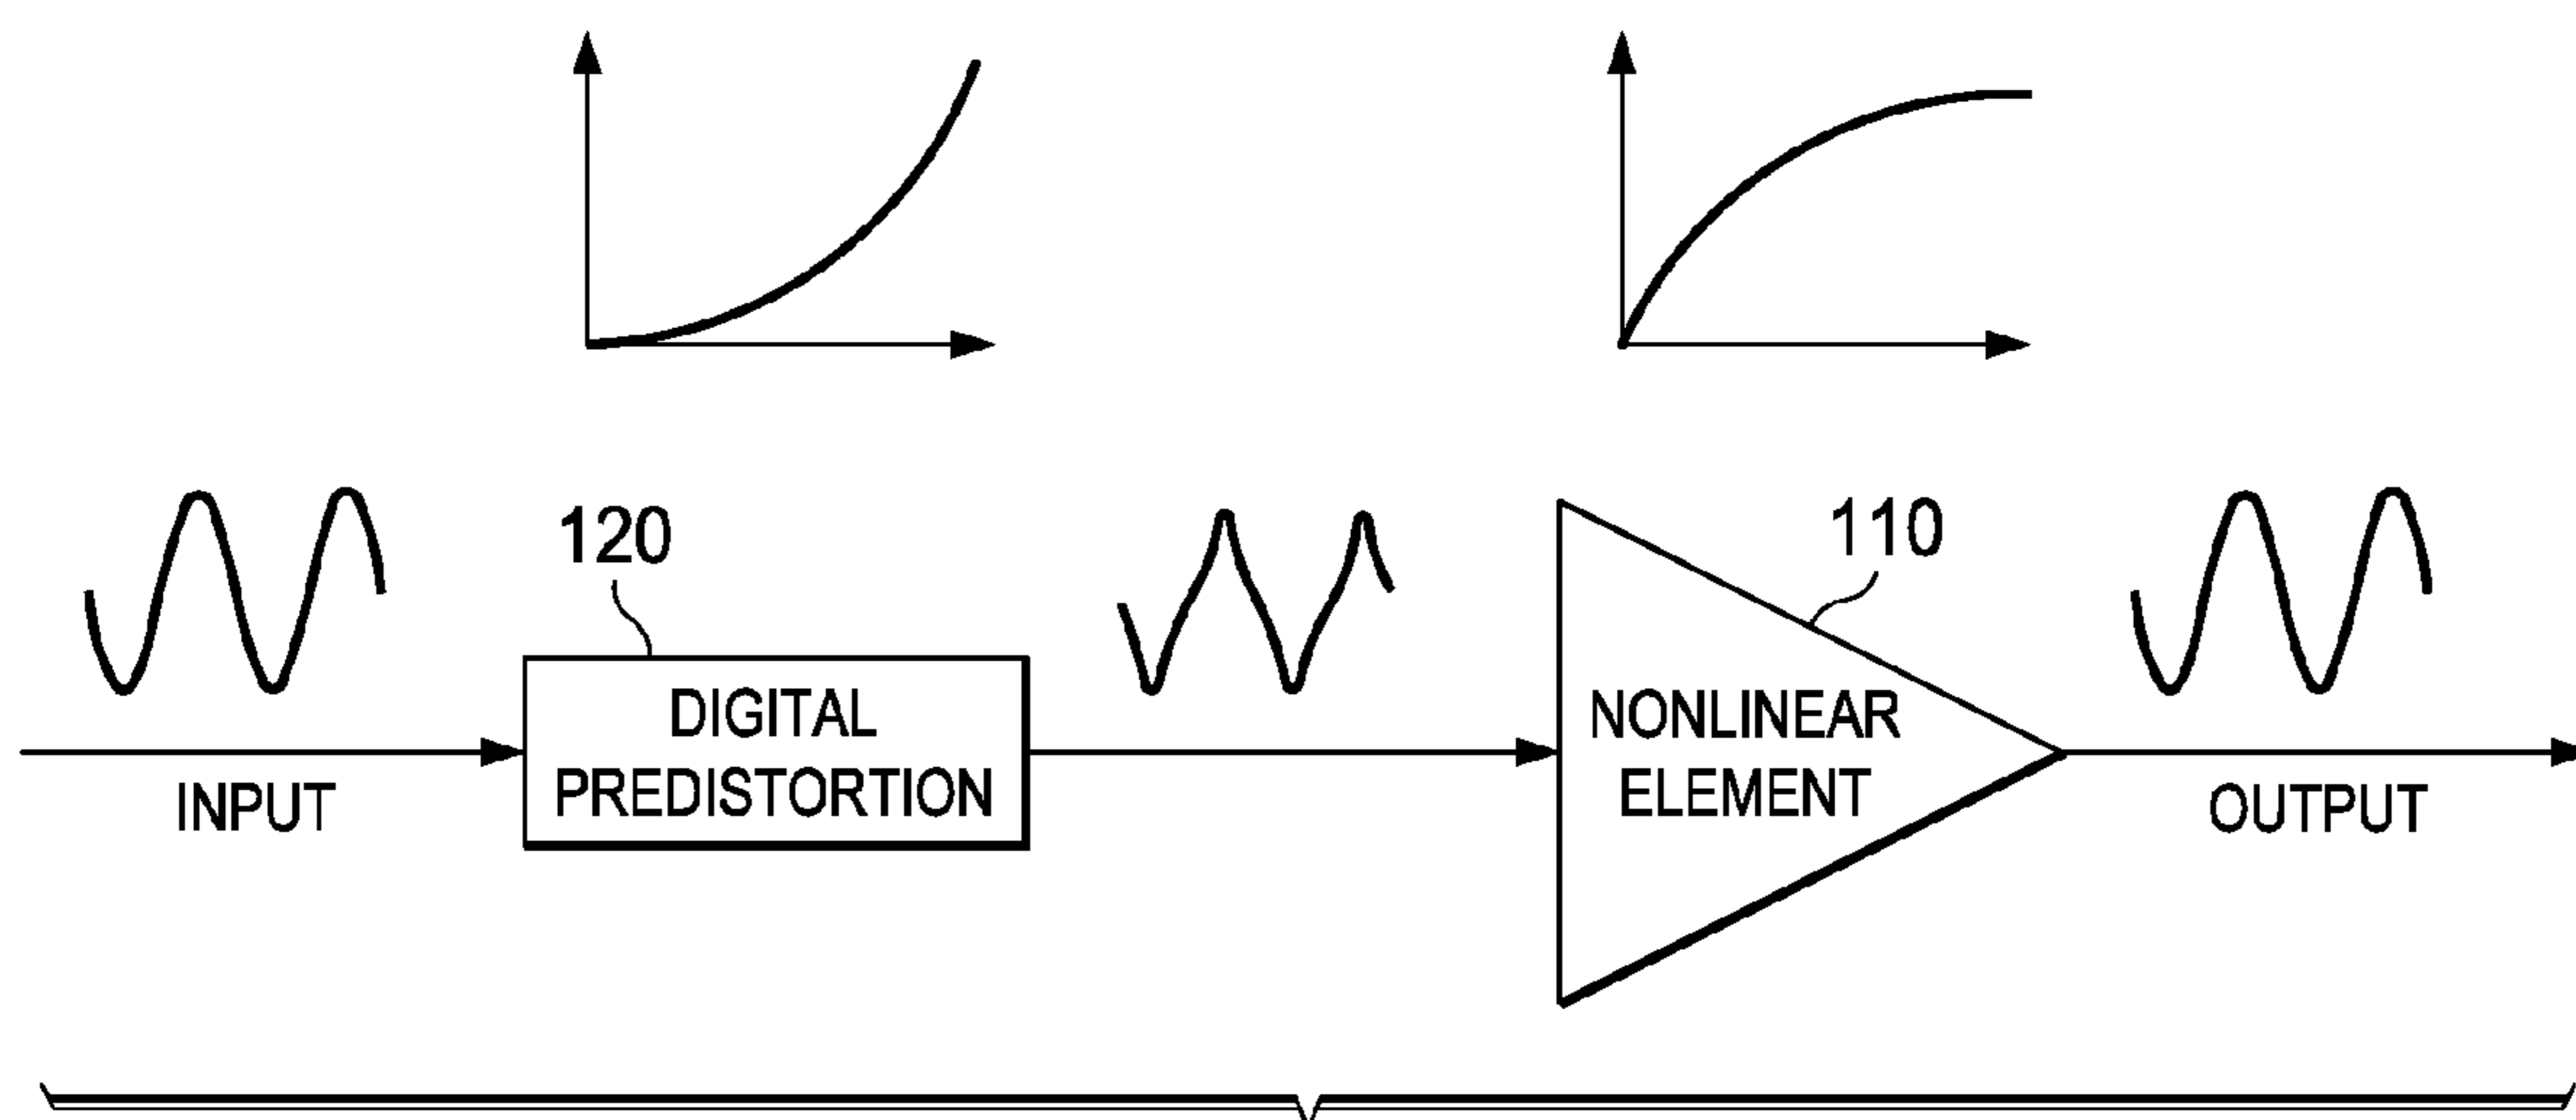 120
110
DIGITAL
PREDISTORTION
NONLINEAR
ELEMENT
INPUT
OUTPUT